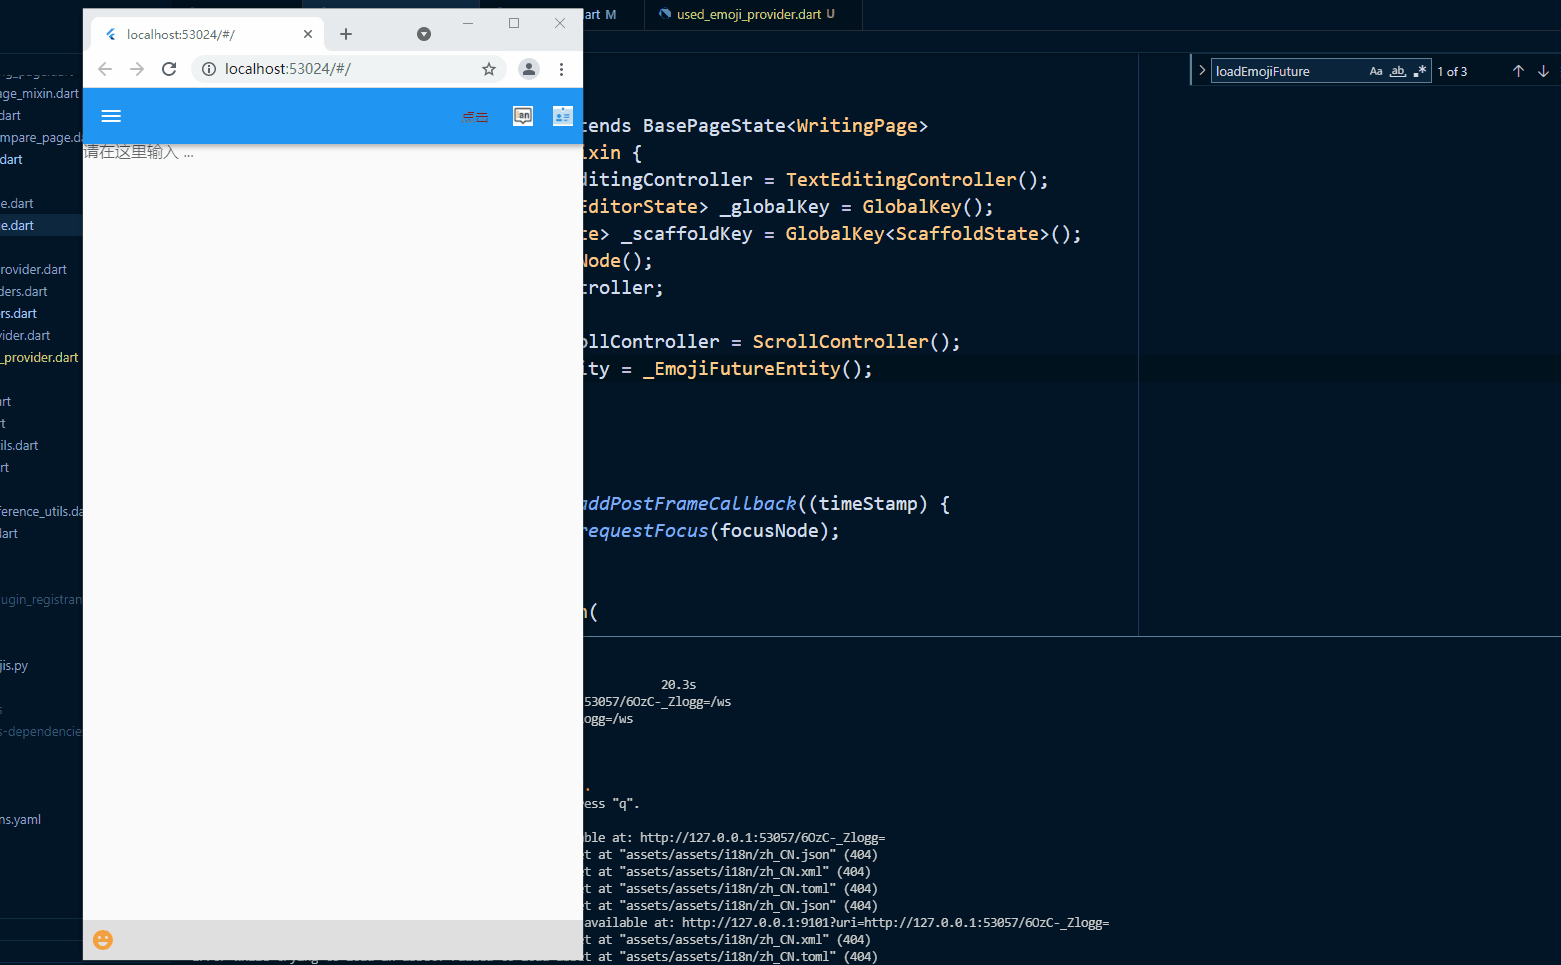 localhost:53024/#/
localhost:53024/#/
请在这里输入 ...
art M
used_emoji_provider.dart U
loadEmojiFuture
Aa
ab
1 of 3
age_mixin.dart
dart
mpare_page.da
.dart
e.dart
e.dart
rovider.dart
ders.dart
rs.dart
vider.dart
_provider.dart
art
t
ils.dart
rt
ference_utils.da
dart
lugin_registran
jis.py
s
s-dependencie
ns.yaml
tends BasePageState<WritingPage>
ixin {
ditingController = TextEditingController();
EditorState> _globalKey = GlobalKey();
te> _scaffoldKey = GlobalKey<ScaffoldState>();
Node();
troller;
ollController = ScrollController();
ity = _EmojiFutureEntity();
addPostFrameCallback((timeStamp) {
requestFocus(focusNode);
(
20.3s
53057/6OzC-_Zlogg=/ws
ogg=/ws
.
ess "q".
ble at: http://127.0.0.1:53057/6OzC-_Zlogg=
t at "assets/assets/i18n/zh_CN.json" (404)
t at "assets/assets/i18n/zh_CN.xml" (404)
t at "assets/assets/i18n/zh_CN.toml" (404)
t at "assets/assets/i18n/zh_CN.json" (404)
available at: http://127.0.0.1:9101?uri=http://127.0.0.1:53057/6OzC-_Zlogg=
t at "assets/assets/i18n/zh_CN.xml" (404)
t at "assets/assets/i18n/zh_CN.toml" (404)